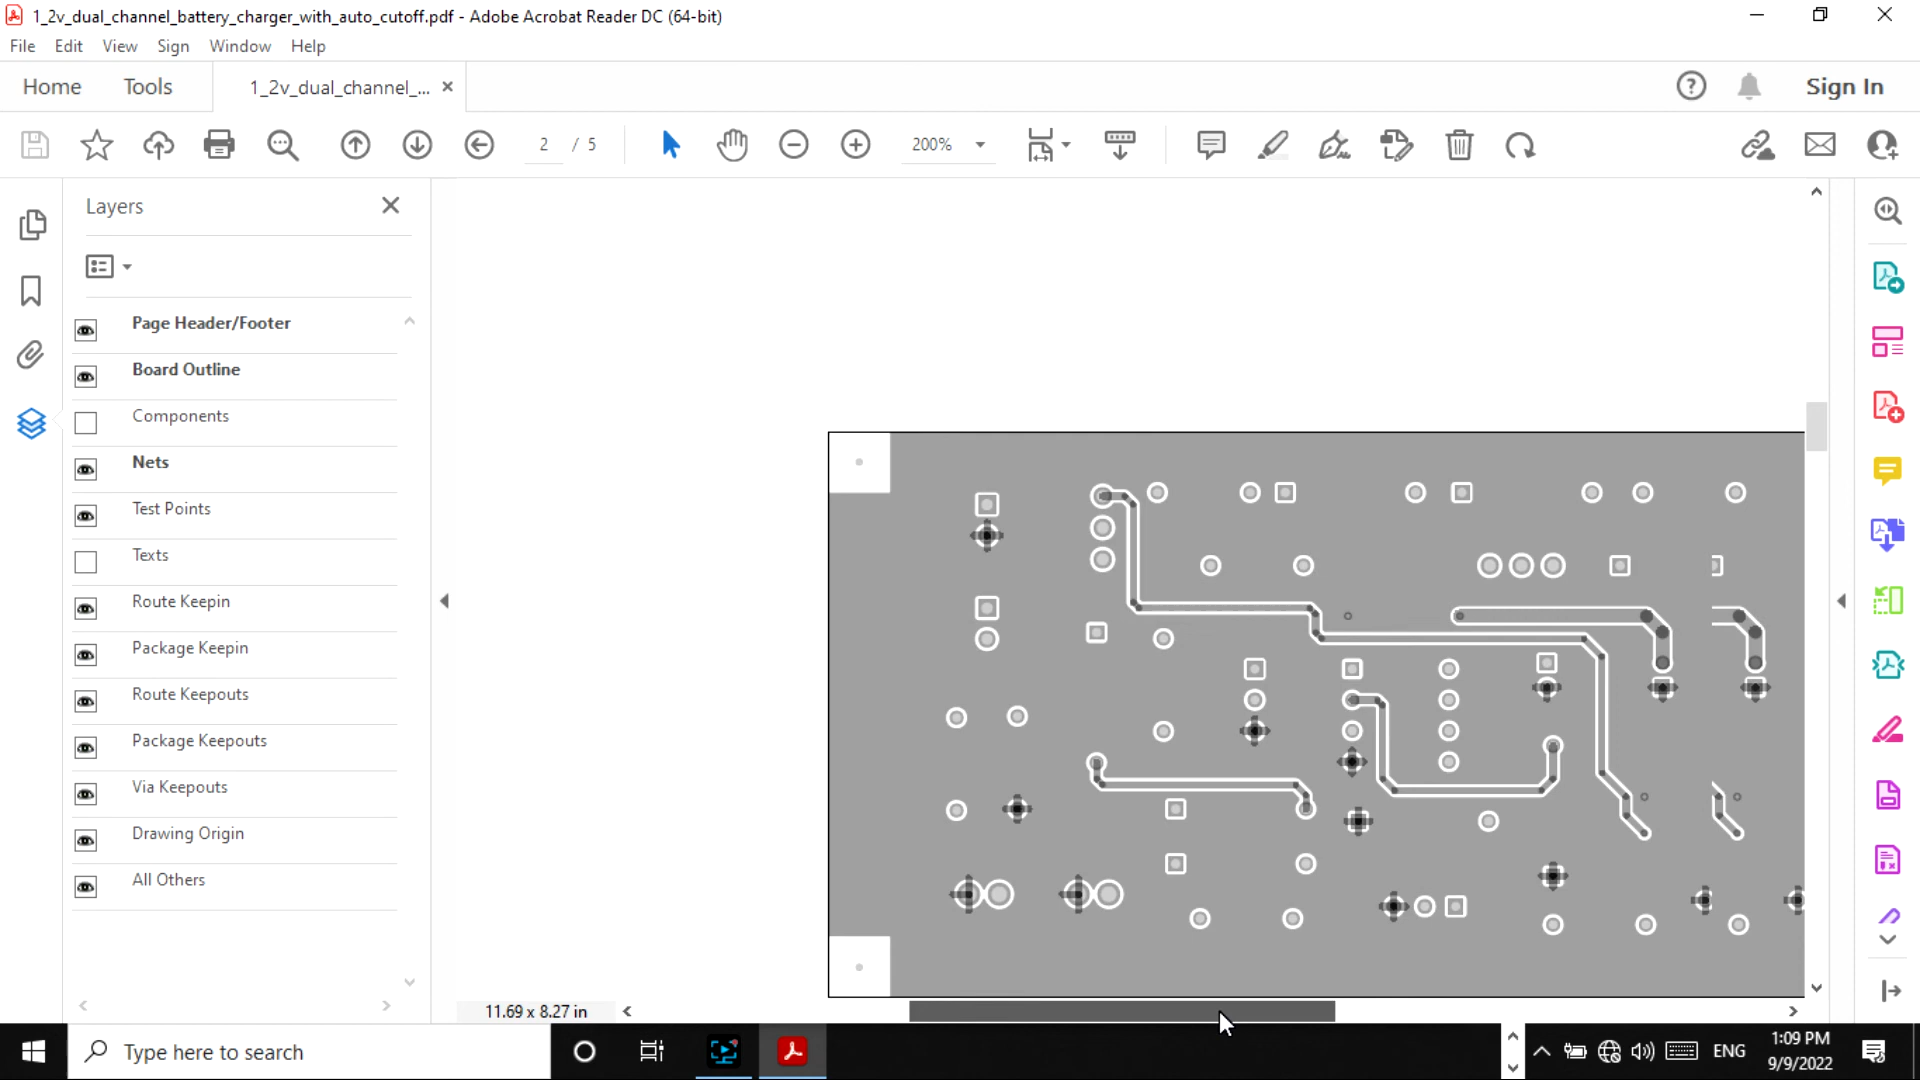 1_2v_dual_channel_battery_charger_with_auto_cutoff.pdf - Adobe Acrobat Reader DC (64-bit)
File Edit View Sign Window Help
Home Tools 1_2v_dual_channel_... Sign In
2 / 5 200%
Layers
Page Header/Footer
Board Outline
Components
Nets
Test Points
Texts
Route Keepin
Package Keepin
Route Keepouts
Package Keepouts
Via Keepouts
Drawing Origin
All Others
11.69 x 8.27 in
Type here to search
ENG
1:09 PM
9/9/2022